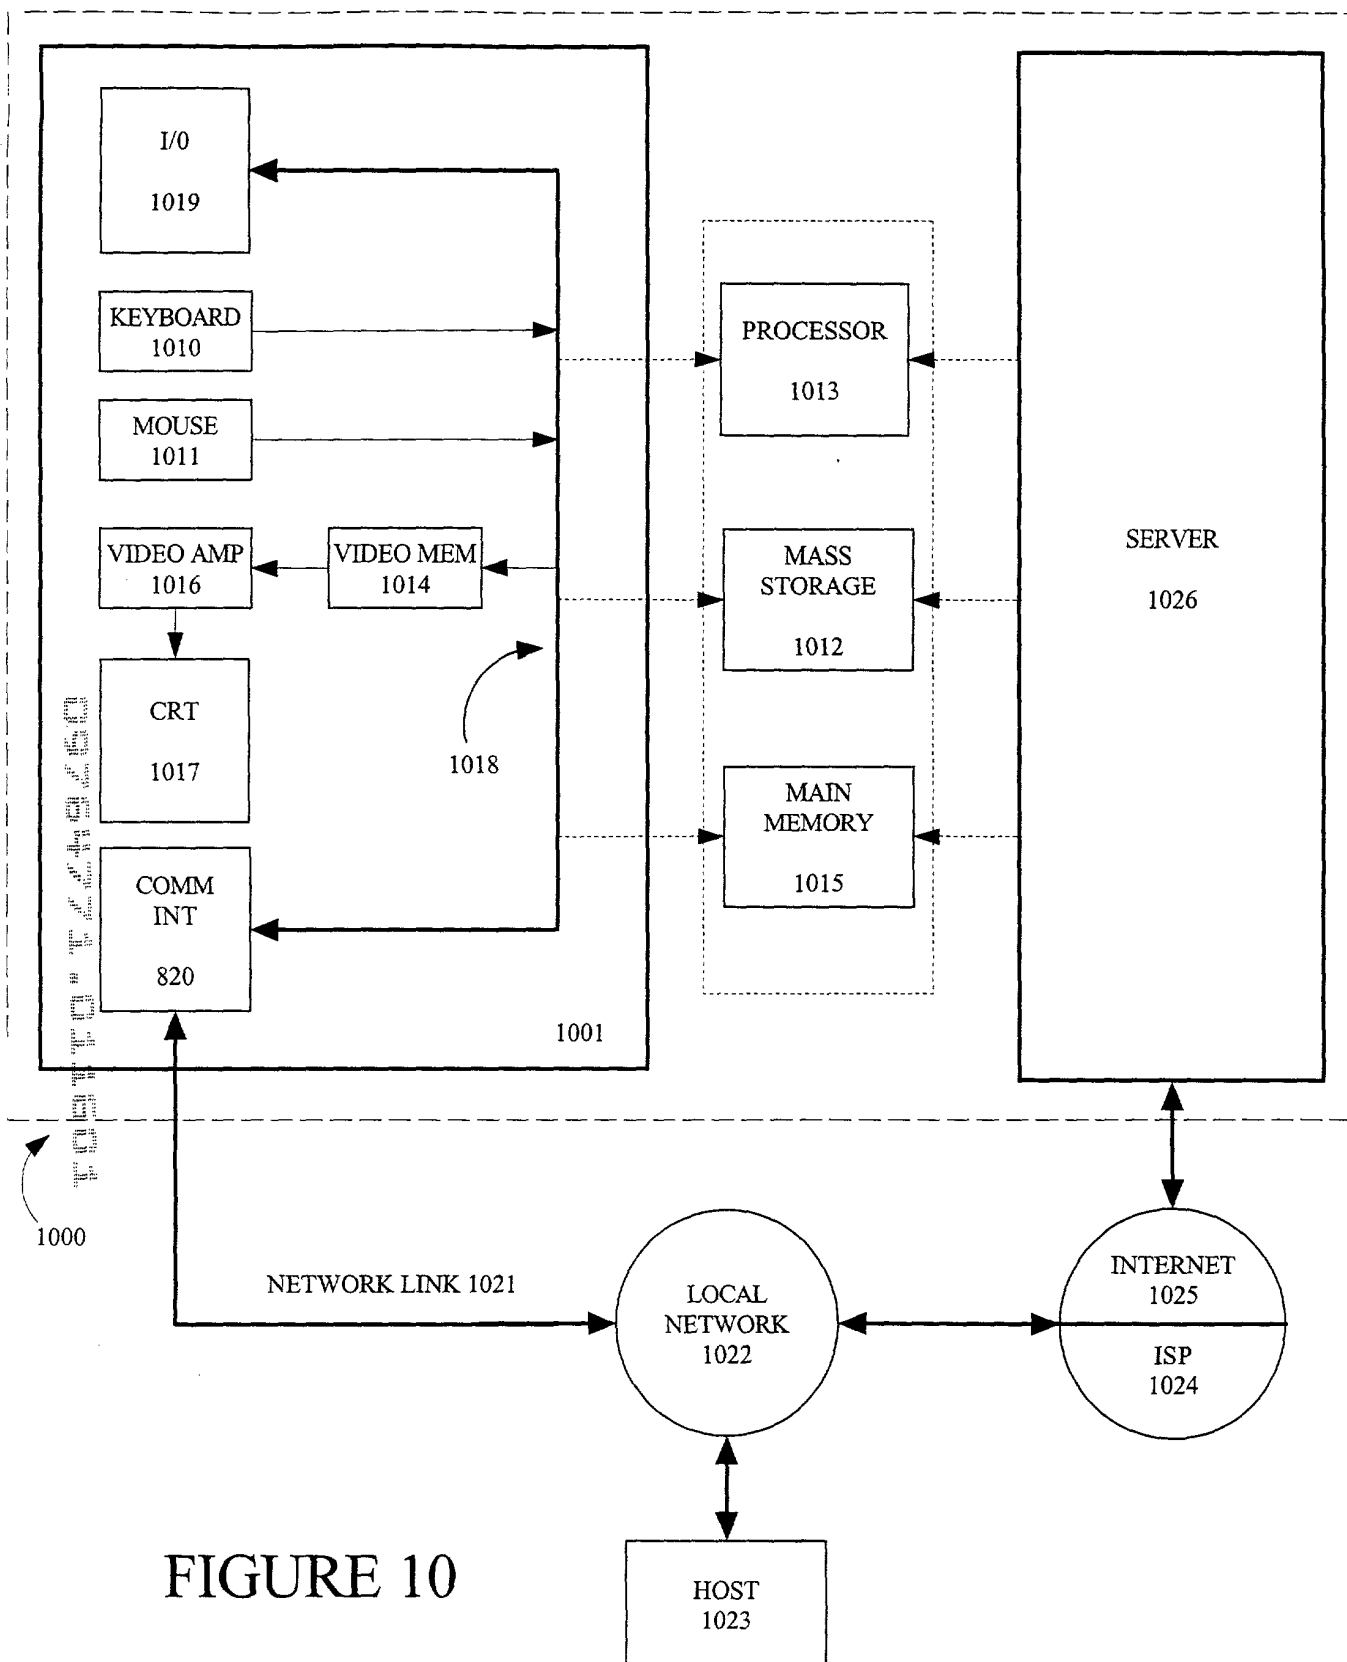 I/0
1019
KEYBOARD
1010
MOUSE
1011
VIDEO AMP
1016
VIDEO MEM
1014
CRT
1017
1018
COMM
INT
820
1001
PROCESSOR
1013
MASS
STORAGE
1012
MAIN
MEMORY
1015
SERVER
1026
1000
NETWORK LINK 1021
LOCAL
NETWORK
1022
INTERNET
1025
ISP
1024
HOST
1023
FIGURE 10